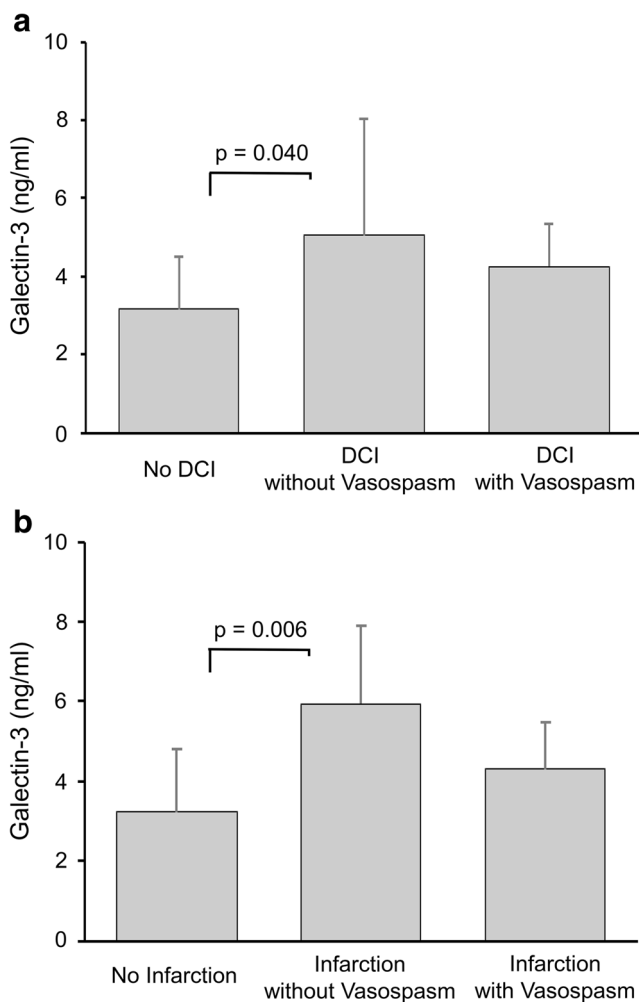 a
10
8
6
4
2
0
Galectin-3 (ng/ml)
p = 0.040
No DCI
DCI
without Vasospasm
DCI
with Vasospasm
b
10
8
6
4
2
0
Galectin-3 (ng/ml)
p = 0.006
No Infarction
Infarction
without Vasospasm
Infarction
with Vasospasm